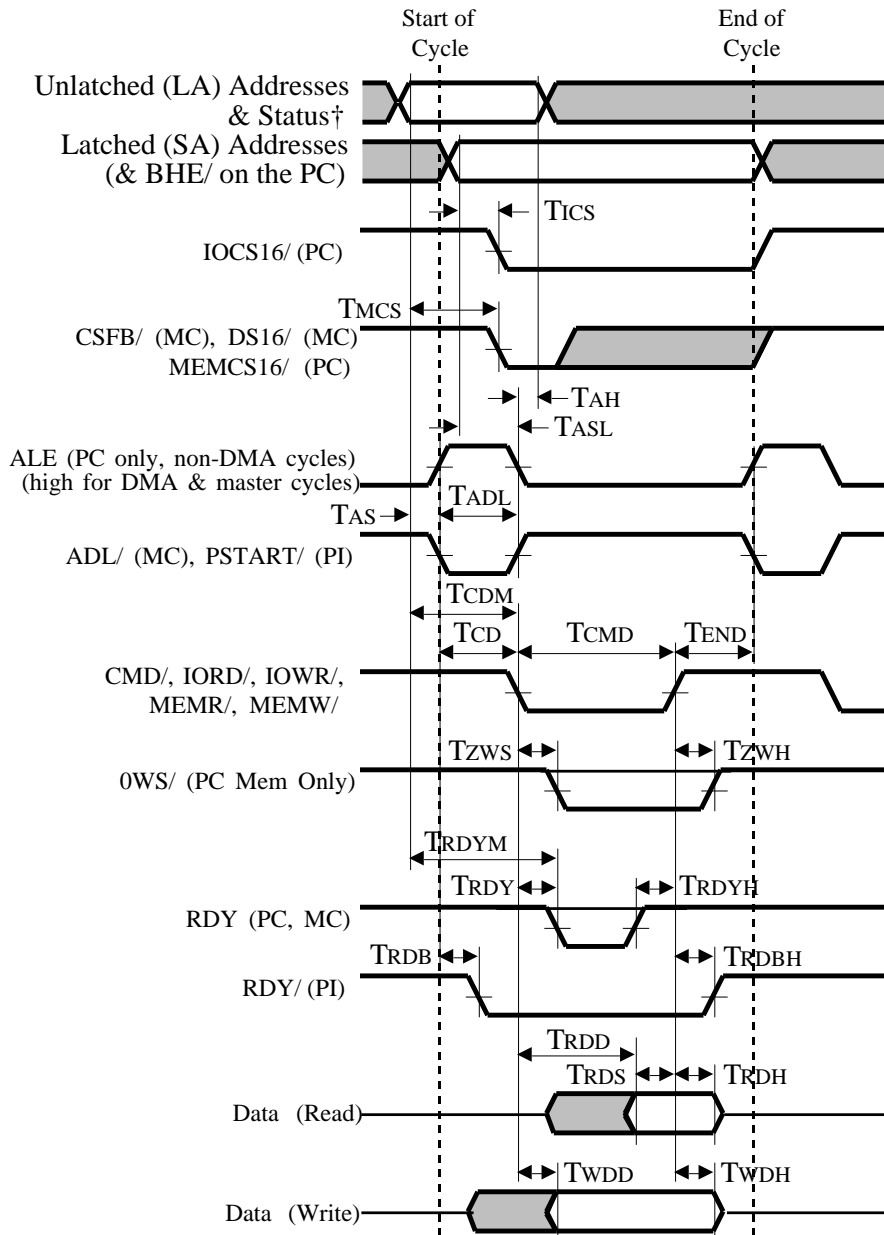 Start of
Cycle
End of
Cycle
Unlatched (LA) Addresses
& Status†
Latched (SA) Addresses
(& BHE/ on the PC)
TICS
IOCS16/ (PC)
TMCS
CSFB/ (MC), DS16/ (MC)
MEMCS16/ (PC)
TAH
TASL
ALE (PC only, non-DMA cycles)
(high for DMA & master cycles)
TADL
TAS
ADL/ (MC), PSTART/ (PI)
TCDM
TCD TCMD TEND
CMD/, IORD/, IOWR/,
MEMR/, MEMW/
TZWS TZWH
0WS/ (PC Mem Only)
TRDYM
TRDY TRDYH
RDY (PC, MC)
TRDB TRDBH
RDY/ (PI)
TRDD
TRDS TRDH
Data (Read)
TWDD TWDH
Data (Write)